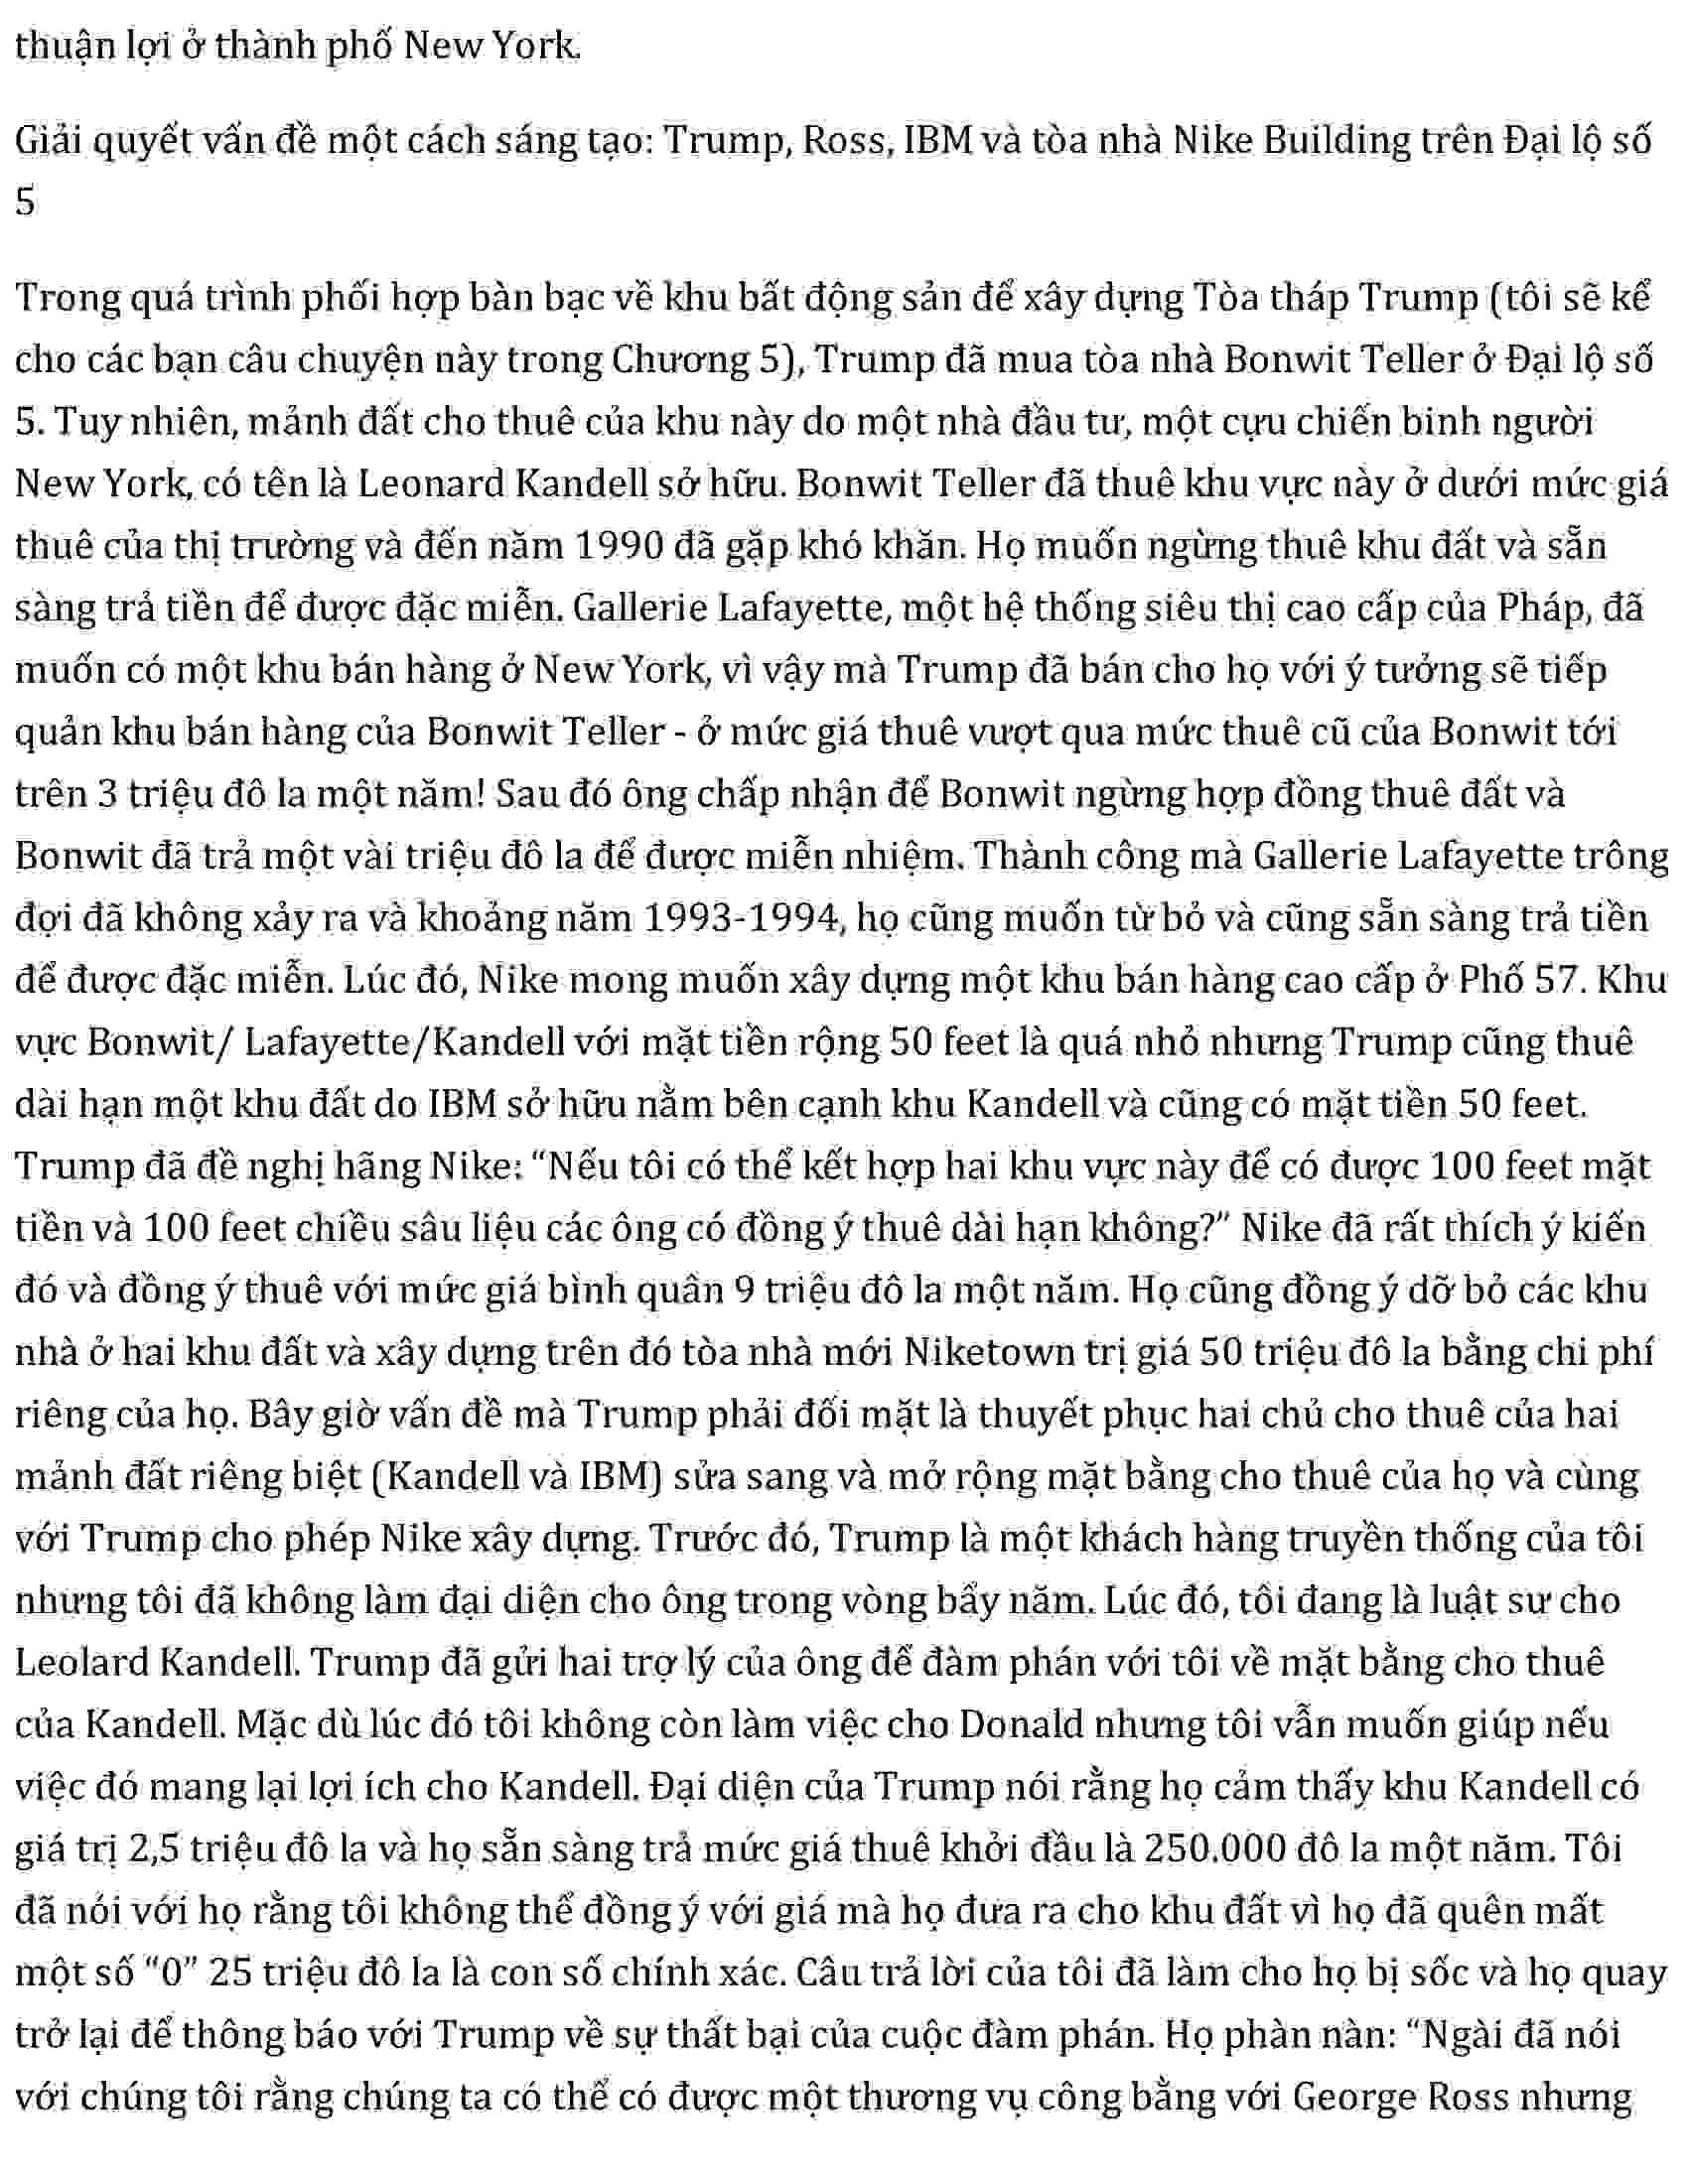 thuận lợi ở thành phố New York.
Giải quyết vấn đề một cách sáng tạo: Trump, Ross, IBM và tòa nhà Nike Building trên Đại lộ số
5
Trong quá trình phối hợp bàn bạc về khu bất động sản để xây dựng Tòa tháp Trump (tôi sẽ kể
cho các bạn câu chuyện này trong Chương 5), Trump đã mua tòa nhà Bonwit Teller ở Đại lộ số
5. Tuy nhiên, mảnh đất cho thuê của khu này do một nhà đầu tư, một cựu chiến binh người
New York, có tên là Leonard Kandell sở hữu. Bonwit Teller đã thuê khu vực này ở dưới mức giá
thuê của thị trường và đến năm 1990 đã gặp khó khăn. Họ muốn ngừng thuê khu đất và sẵn
sàng trả tiền để được đặc miễn. Gallerie Lafayette, một hệ thống siêu thị cao cấp của Pháp, đã
muốn có một khu bán hàng ở New York, vì vậy mà Trump đã bán cho họ với ý tưởng sẽ tiếp
quản khu bán hàng của Bonwit Teller - ở mức giá thuê vượt qua mức thuê cũ của Bonwit tới
trên 3 triệu đô la một năm! Sau đó ông chấp nhận để Bonwit ngừng hợp đồng thuê đất và
Bonwit đã trả một vài triệu đô la để được miễn nhiệm. Thành công mà Gallerie Lafayette trông
đợi đã không xảy ra và khoảng năm 1993-1994, họ cũng muốn từ bỏ và cũng sẵn sàng trả tiền
để được đặc miễn. Lúc đó, Nike mong muốn xây dựng một khu bán hàng cao cấp ở Phố 57. Khu
vực Bonwit/ Lafayette/Kandell với mặt tiền rộng 50 feet là quá nhỏ nhưng Trump cũng thuê
dài hạn một khu đất do IBM sở hữu nằm bên cạnh khu Kandell và cũng có mặt tiền 50 feet.
Trump đã đề nghị hãng Nike: “Nếu tôi có thể kết hợp hai khu vực này để có được 100 feet mặt
tiền và 100 feet chiều sâu liệu các ông có đồng ý thuê dài hạn không?” Nike đã rất thích ý kiến
đó và đồng ý thuê với mức giá bình quân 9 triệu đô la một năm. Họ cũng đồng ý dỡ bỏ các khu
nhà ở hai khu đất và xây dựng trên đó tòa nhà mới Niketown trị giá 50 triệu đô la bằng chi phí
riêng của họ. Bây giờ vấn đề mà Trump phải đối mặt là thuyết phục hai chủ cho thuê của hai
mảnh đất riêng biệt (Kandell và IBM) sửa sang và mở rộng mặt bằng cho thuê của họ và cùng
với Trump cho phép Nike xây dựng. Trước đó, Trump là một khách hàng truyền thống của tôi
nhưng tôi đã không làm đại diện cho ông trong vòng bẩy năm. Lúc đó, tôi đang là luật sư cho
Leolard Kandell. Trump đã gửi hai trợ lý của ông để đàm phán với tôi về mặt bằng cho thuê
của Kandell. Mặc dù lúc đó tôi không còn làm việc cho Donald nhưng tôi vẫn muốn giúp nếu
việc đó mang lại lợi ích cho Kandell. Đại diện của Trump nói rằng họ cảm thấy khu Kandell có
giá trị 2,5 triệu đô la và họ sẵn sàng trả mức giá thuê khởi đầu là 250.000 đô la một năm. Tôi
đã nói với họ rằng tôi không thể đồng ý với giá mà họ đưa ra cho khu đất vì họ đã quên mất
một số “0” 25 triệu đô la là con số chính xác. Câu trả lời của tôi đã làm cho họ bị sốc và họ quay
trở lại để thông báo với Trump về sự thất bại của cuộc đàm phán. Họ phàn nàn: “Ngài đã nói
với chúng tôi rằng chúng ta có thể có được một thương vụ công bằng với George Ross nhưng